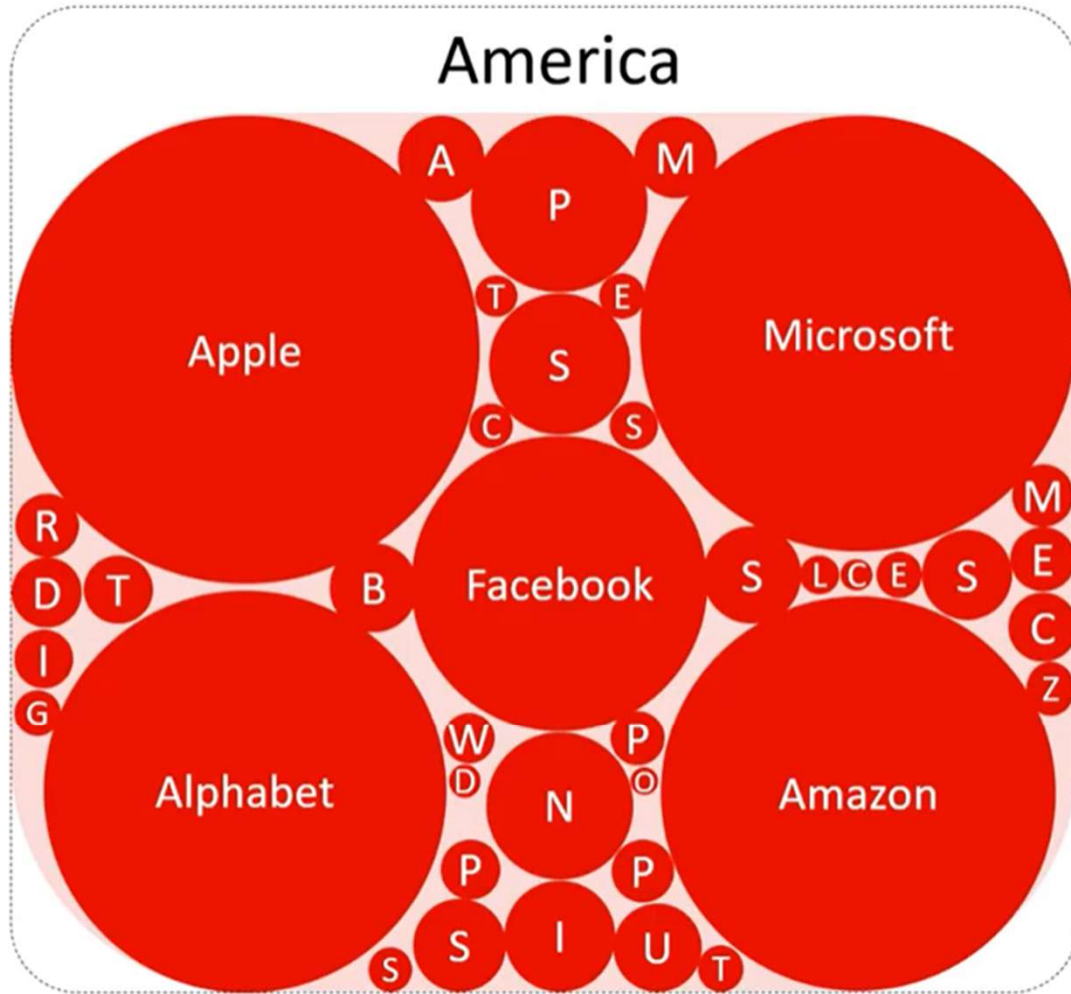 America
A
P
M
T
E
S
C
S
Apple
Microsoft
R
D
T
I
G
B
Facebook
S
L
C
E
S
M
E
C
Z
W
D
P
O
N
Alphabet
Amazon
P
P
S
S
I
U
T